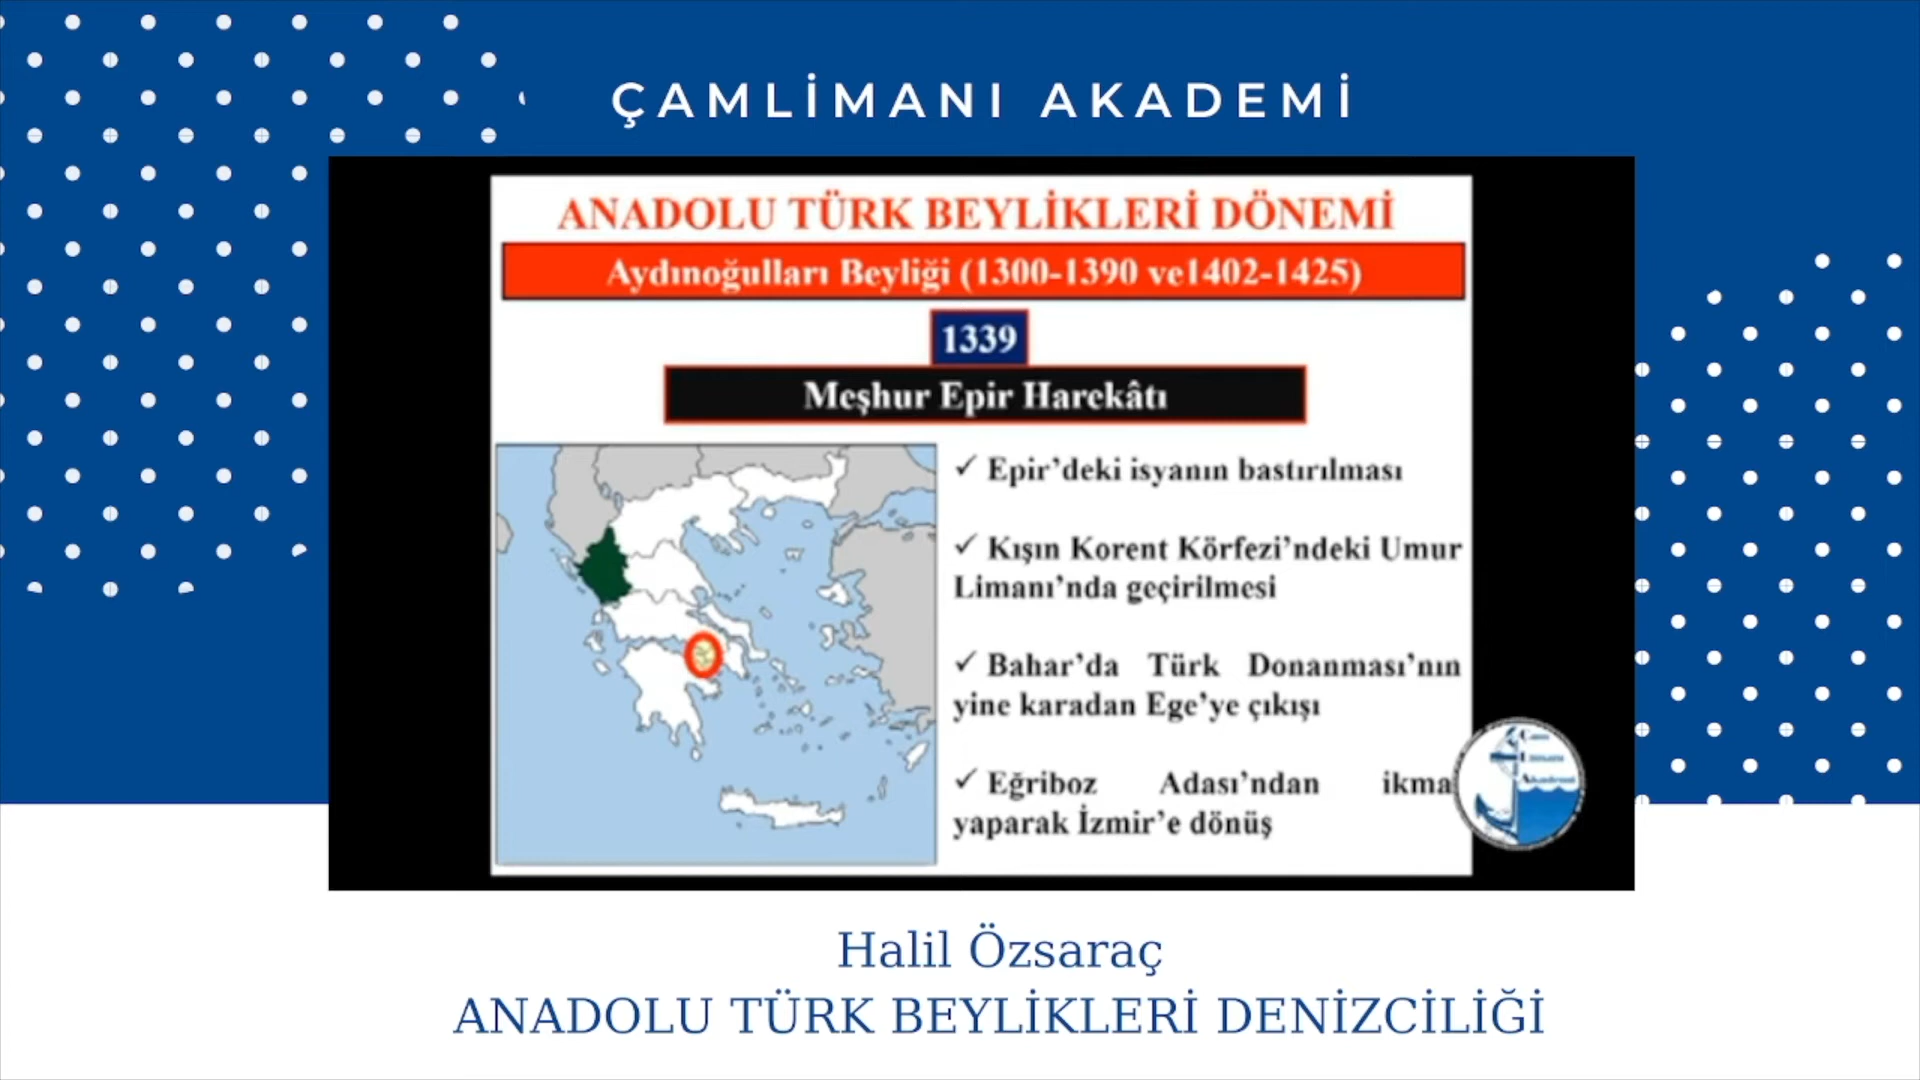 ÇAMLİMANI AKADEMİ
ANADOLU TÜRK BEYLİKLERİ DÖNEMİ
Aydınoğulları Beyliği (1300-1390 ve1402-1425)
1339
Meşhur Epir Harekâtı
✓ Epir’deki isyanın bastırılması
✓ Kışın Korent Körfezi’ndeki Umur
Limanı’nda geçirilmesi
✓ Bahar’da Türk Donanması’nın
yine karadan Ege’ye çıkışı
✓ Eğriboz Adası’ndan ikma
yaparak İzmir’e dönüş
Halil Özsaraç
ANADOLU TÜRK BEYLİKLERİ DENİZCİLİĞİ